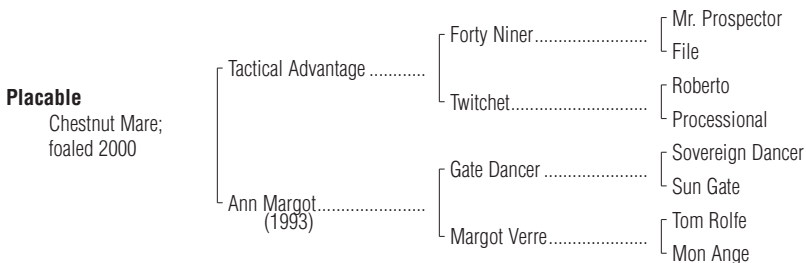 Mr. Prospector
Forty Niner........................
File
Tactical Advantage ............
Roberto
Twitchet.............................
Processional
Placable
Chestnut Mare;
foaled 2000
Sovereign Dancer
Gate Dancer ......................
Sun Gate
Ann Margot.......................
(1993)
Tom Rolfe
Margot Verre.....................
Mon Ange